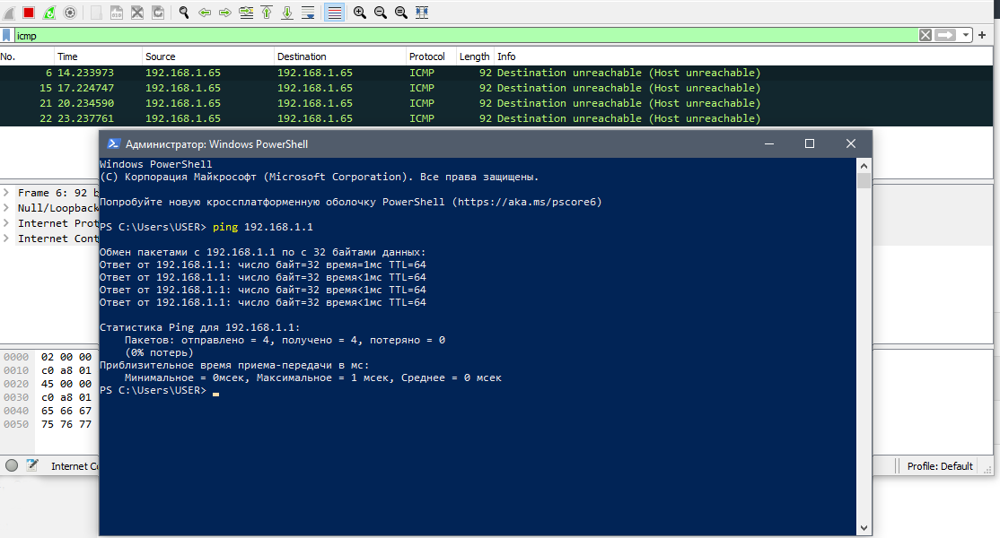 icmp
No. Time Source Destination Protocol Length Info
6 14.233973 192.168.1.65 192.168.1.65 ICMP 92 Destination unreachable (Host unreachable)
15 17.224747 192.168.1.65 192.168.1.65 ICMP 92 Destination unreachable (Host unreachable)
21 20.234590 192.168.1.65 192.168.1.65 ICMP 92 Destination unreachable (Host unreachable)
22 23.237761 192.168.1.65 192.168.1.65 ICMP 92 Destination unreachable (Host unreachable)
Администратор: Windows PowerShell
Windows PowerShell
(C) Корпорация Майкрософт (Microsoft Corporation). Все права защищены.
Попробуйте новую кроссплатформенную оболочку PowerShell (https://aka.ms/pscore6)
PS C:\Users\USER> ping 192.168.1.1
Обмен пакетами с 192.168.1.1 по с 32 байтами данных:
Ответ от 192.168.1.1: число байт=32 время=1мс TTL=64
Ответ от 192.168.1.1: число байт=32 время<1мс TTL=64
Ответ от 192.168.1.1: число байт=32 время<1мс TTL=64
Ответ от 192.168.1.1: число байт=32 время<1мс TTL=64
Статистика Ping для 192.168.1.1:
Пакетов: отправлено = 4, получено = 4, потеряно = 0
(0% потерь)
Приблизительное время приема-передачи в мс:
Минимальное = 0мсек, Максимальное = 1 мсек, Среднее = 0 мсек
PS C:\Users\USER>
Frame 6: 92 b
Null/Loopback
Internet Prot
Internet Cont
0000 02 00 00
0010 c0 a8 01
0020 45 00 00
0030 c0 a8 01
0040 65 66 67
0050 75 76 77
Internet Co
Profile: Default